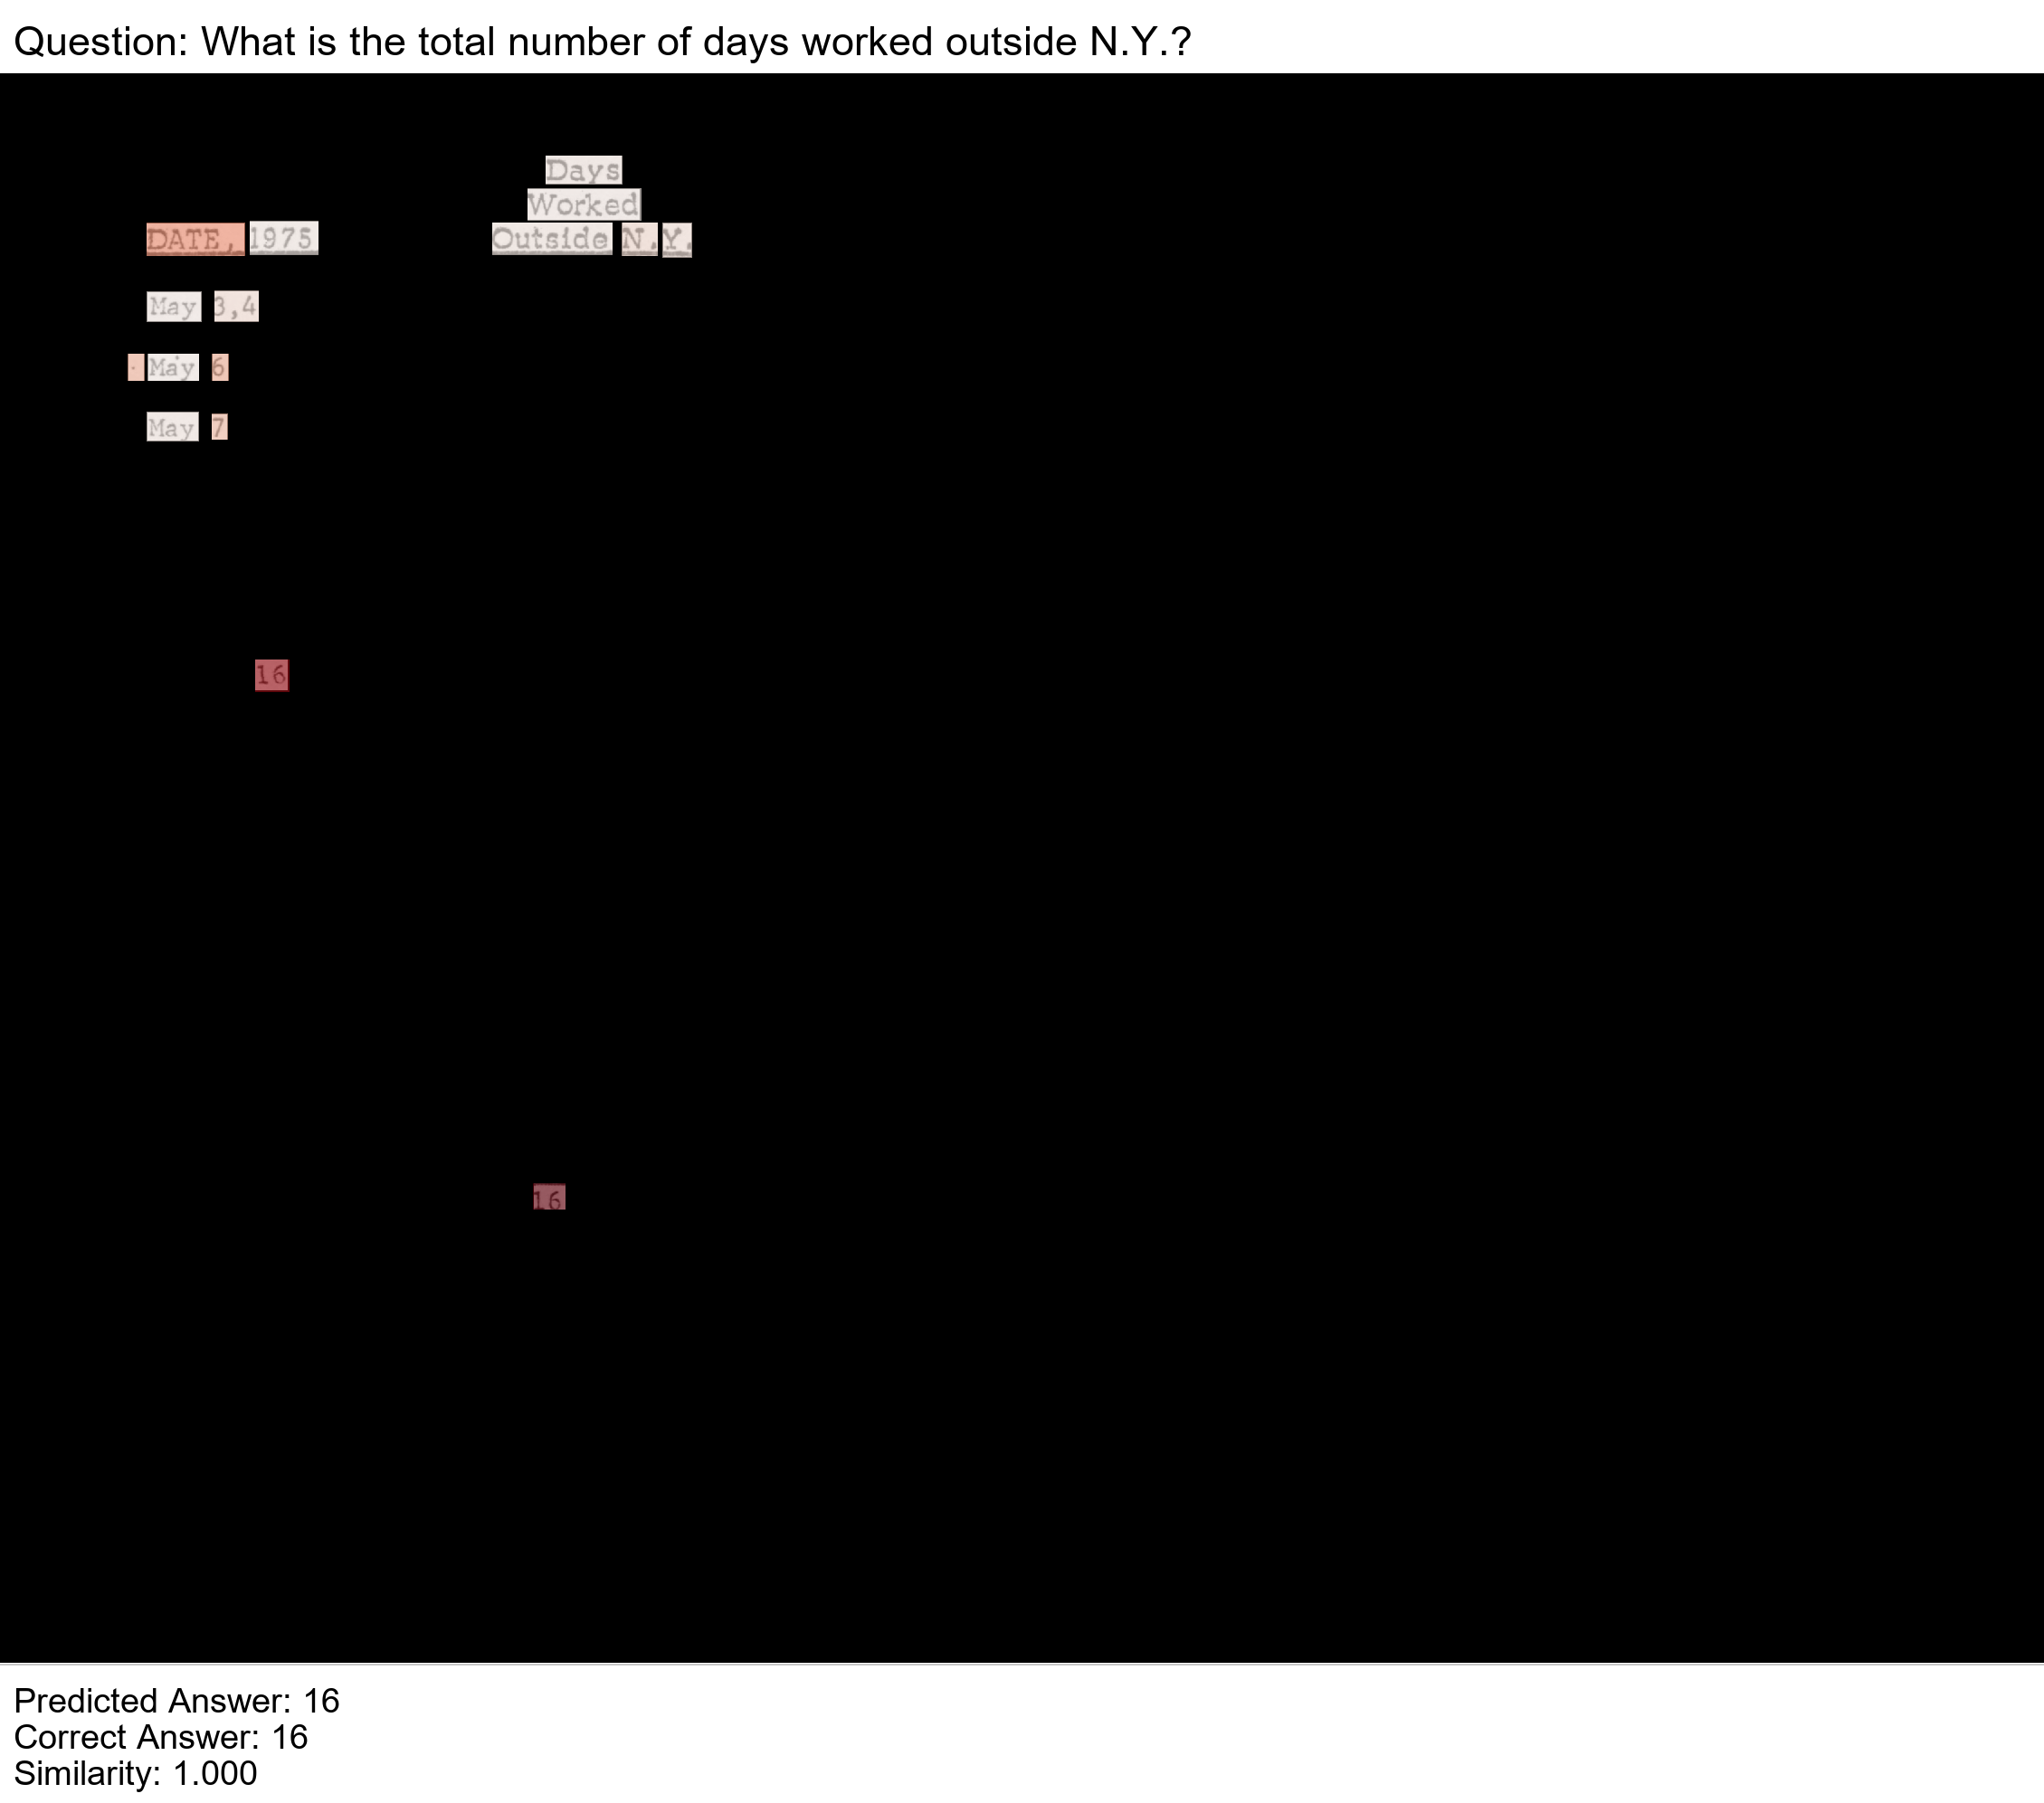 Question: What is the total number of days worked outside N.Y.?
Days
Worked
DATE, 1975 Outside N.Y.
May 3,4
· May 6
May 7
16
16
Predicted Answer: 16
Correct Answer: 16
Similarity: 1.000